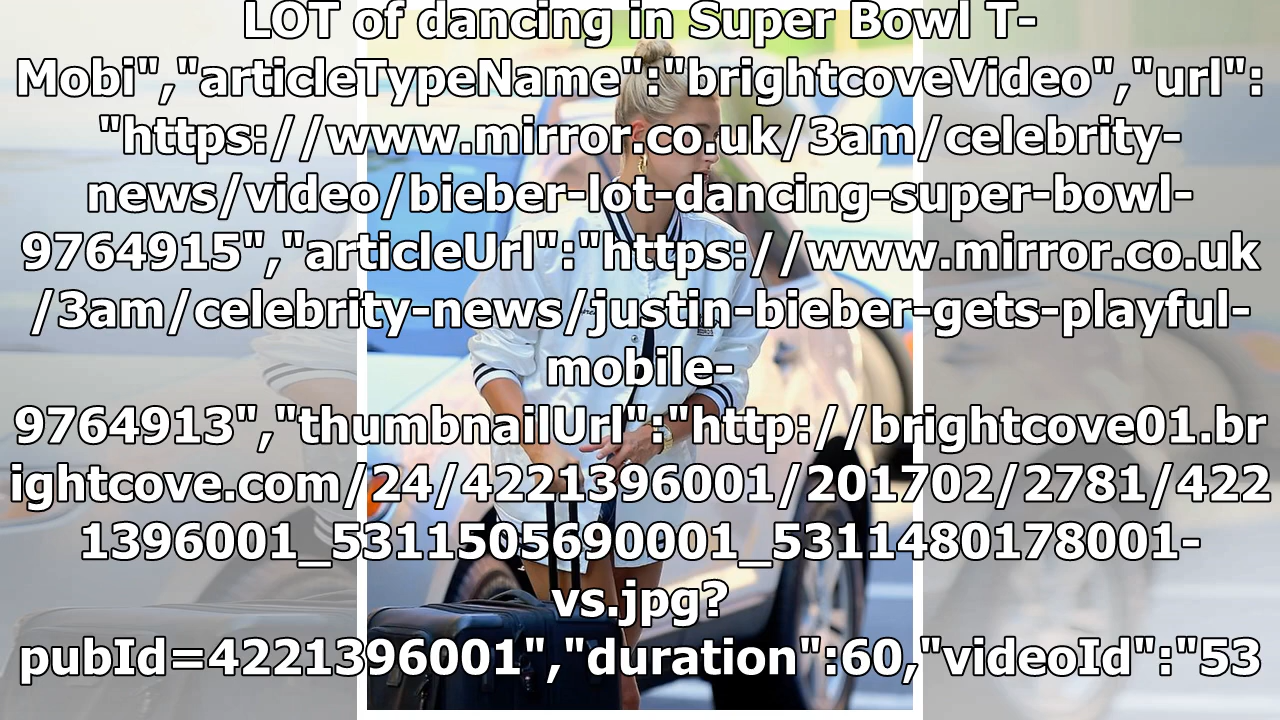 LOT of dancing in Super Bowl T-
Mobi","articleTypeName":"brightcoveVideo","url":
"https://www.mirror.co.uk/3am/celebrity-
news/video/bieber-lot-dancing-super-bowl-
9764915","articleUrl":"https://www.mirror.co.uk
/3am/celebrity-news/justin-bieber-gets-playful-
mobile-
9764913","thumbnailUrl":"http://brightcove01.br
ightcove.com/24/4221396001/201702/2781/422
1396001_5311505690001_5311480178001-
vs.jpg?
pubId=4221396001","duration":60,"videoId":"53